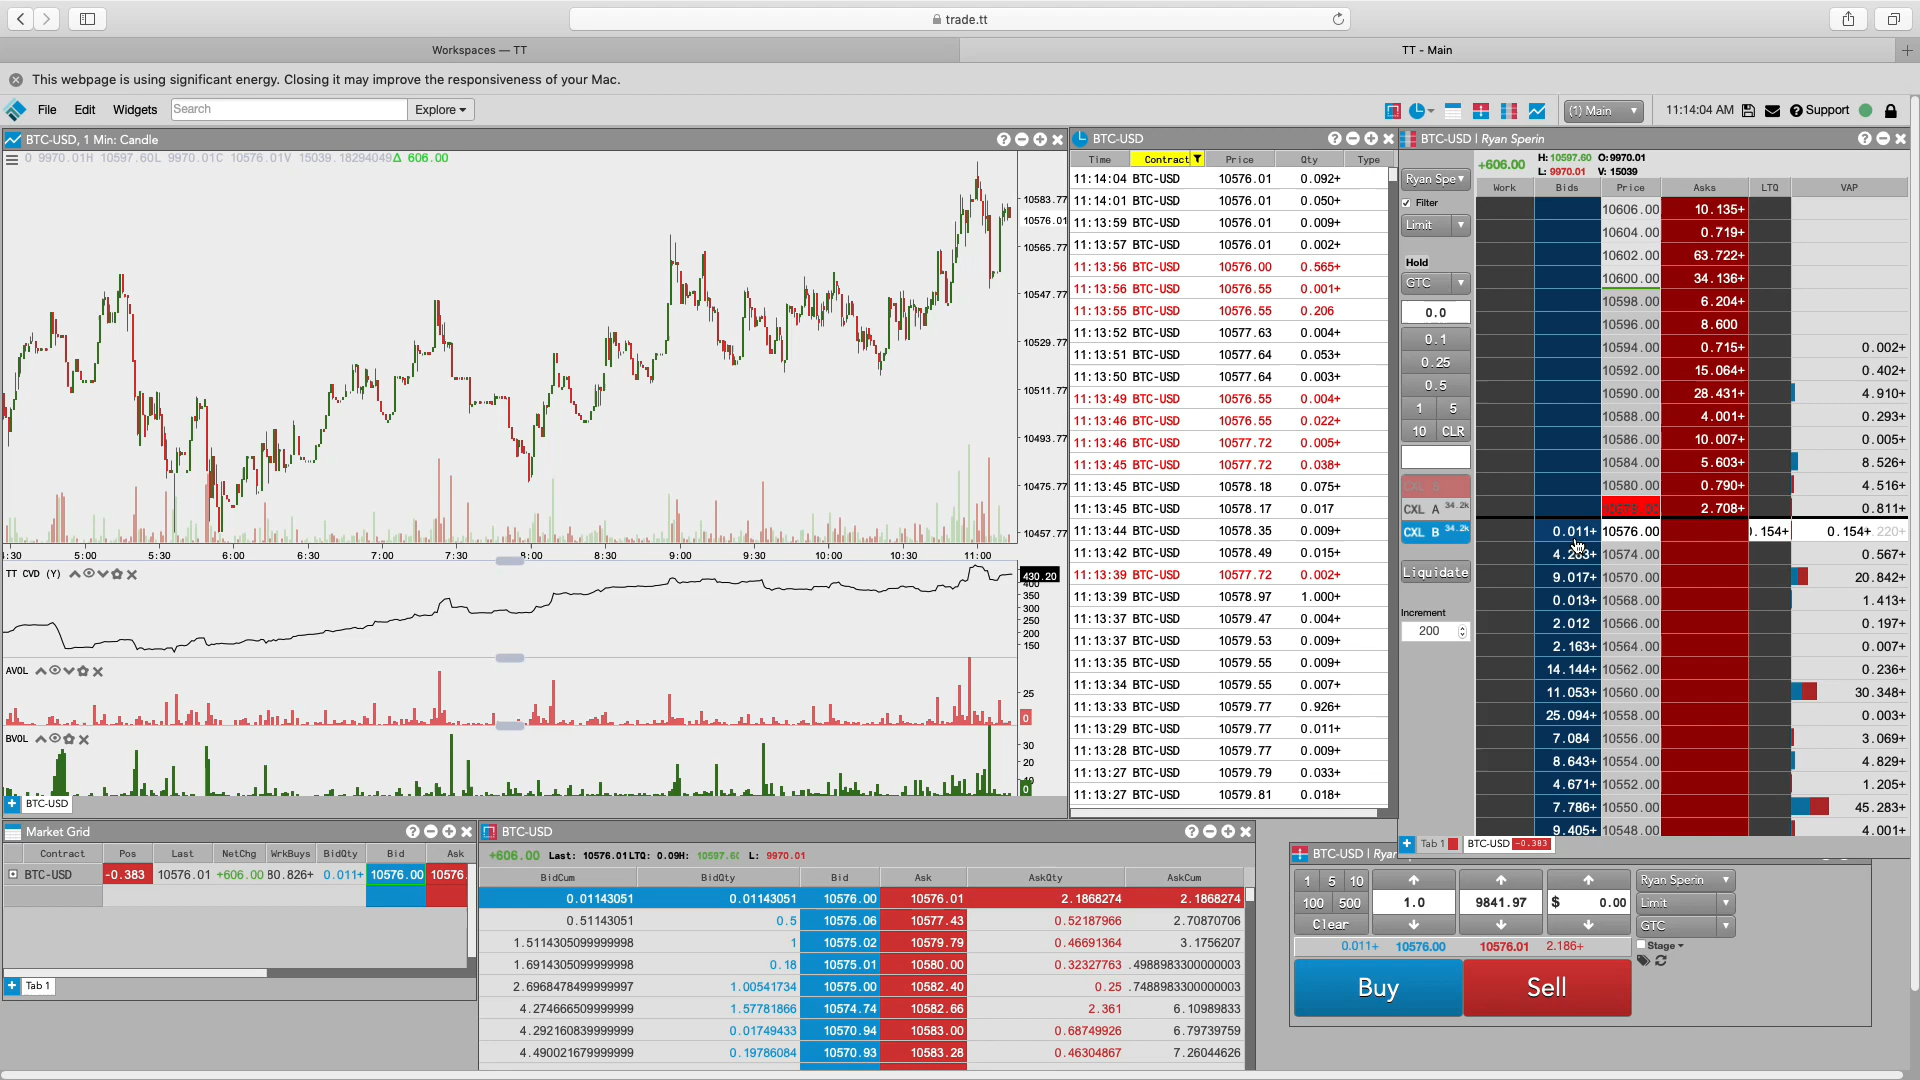 trade.tt
Workspaces — TT
TT - Main
This webpage is using significant energy. Closing it may improve the responsiveness of your Mac.
File Edit Widgets Search Explore
(1) Main 11:14:04 AM Support
BTC-USD, 1 Min: Candle
O 9970.01H 10597.60L 9970.01C 10576.01V 15039.18294049Δ 606.00
10583.77
10576.01
10565.77
10547.77
10529.77
10511.77
10493.77
10475.77
10457.77
:30 5:00 5:30 6:00 6:30 7:00 7:30 8:30 9:00 9:30 10:00 10:30 11:00
TT CVD (Y)
430.20
350
300
250
200
150
AVOL
25
0
BVOL
30
20
0
BTC-USD
BTC-USD
Time Contract Price Qty Type
11:14:04 BTC-USD 10576.01 0.092+
11:14:01 BTC-USD 10576.01 0.050+
11:13:59 BTC-USD 10576.01 0.009+
11:13:57 BTC-USD 10576.01 0.002+
11:13:56 BTC-USD 10576.00 0.565+
11:13:56 BTC-USD 10576.55 0.001+
11:13:55 BTC-USD 10576.55 0.206
11:13:52 BTC-USD 10577.63 0.004+
11:13:51 BTC-USD 10577.64 0.053+
11:13:50 BTC-USD 10577.64 0.003+
11:13:49 BTC-USD 10576.55 0.004+
11:13:46 BTC-USD 10576.55 0.022+
11:13:46 BTC-USD 10577.72 0.005+
11:13:45 BTC-USD 10577.72 0.038+
11:13:45 BTC-USD 10578.18 0.075+
11:13:45 BTC-USD 10578.17 0.017
11:13:44 BTC-USD 10578.35 0.009+
11:13:42 BTC-USD 10578.49 0.015+
11:13:39 BTC-USD 10577.72 0.002+
11:13:39 BTC-USD 10578.97 1.000+
11:13:37 BTC-USD 10579.47 0.004+
11:13:37 BTC-USD 10579.53 0.009+
11:13:35 BTC-USD 10579.55 0.009+
11:13:34 BTC-USD 10579.55 0.007+
11:13:33 BTC-USD 10579.77 0.926+
11:13:29 BTC-USD 10579.77 0.011+
11:13:28 BTC-USD 10579.77 0.009+
11:13:27 BTC-USD 10579.79 0.033+
11:13:27 BTC-USD 10579.81 0.018+
BTC-USD | Ryan Sperin
+606.00 H: 10597.60 O: 9970.01
L: 9970.01 V: 15039
Ryan Spe
Filter
Limit
Hold
GTC
0.0
0.1
0.25
0.5
1 5
10 CLR
CXL A 34.2k
CXL B 34.2k
Liquidate
Increment
200
Work Bids Price Asks LTQ VAP
10606.00 10.135+
10604.00 0.719+
10602.00 63.722+
10600.00 34.136+
10598.00 6.204+
10596.00 8.600
10594.00 0.715+ 0.002+
10592.00 15.064+ 0.402+
10590.00 28.431+ 4.910+
10588.00 4.001+ 0.293+
10586.00 10.007+ 0.005+
10584.00 5.603+ 8.526+
10580.00 0.790+ 4.516+
2.708+ 0.811+
0.011+ 10576.00 0.154+ 0.154+
10574.00 0.567+
9.017+ 10570.00 20.842+
0.013+ 10568.00 1.413+
2.012 10566.00 0.197+
2.163+ 10564.00 0.007+
14.144+ 10562.00 0.236+
11.053+ 10560.00 30.348+
25.094+ 10558.00 0.003+
7.084 10556.00 3.069+
8.643+ 10554.00 4.829+
4.671+ 10552.00 1.205+
7.786+ 10550.00 45.283+
9.405+ 10548.00 4.001+
Tab 1 BTC-USD -0.383
Market Grid
Contract Pos Last NetChg WrkBuys BidQty Bid Ask
BTC-USD -0.383 10576.01 +606.00 30.826+ 0.011+ 10576.00 10576.
Tab 1
BTC-USD
+606.00 Last: 10576.01 LTQ: 0.09 H: 10597.60 L: 9970.01
BidCum BidQty Bid Ask AskQty AskCum
0.01143051 0.01143051 10576.00 10576.01 2.1868274 2.1868274
0.51143051 0.5 10575.06 10577.43 0.52187966 2.70870706
1.5114305099999998 1 10575.02 10579.79 0.46691364 3.1756207
1.6914305099999998 0.18 10575.01 10580.00 0.32327763 .4988983300000003
2.6968478499999997 1.00541734 10575.00 10582.40 0.25 .7488983300000003
4.274666509999999 1.57781866 10574.74 10582.66 2.361 6.10989833
4.292160839999999 0.01749433 10570.94 10583.00 0.68749926 6.79739759
4.490021679999999 0.19786084 10570.93 10583.28 0.46304867 7.26044626
BTC-USD | Ryan
1 5 10
100 500
Clear
1.0 9841.97 $ 0.00
Ryan Sperin
Limit
GTC
0.011+ 10576.00 10576.01 2.186+
Stage
Buy Sell